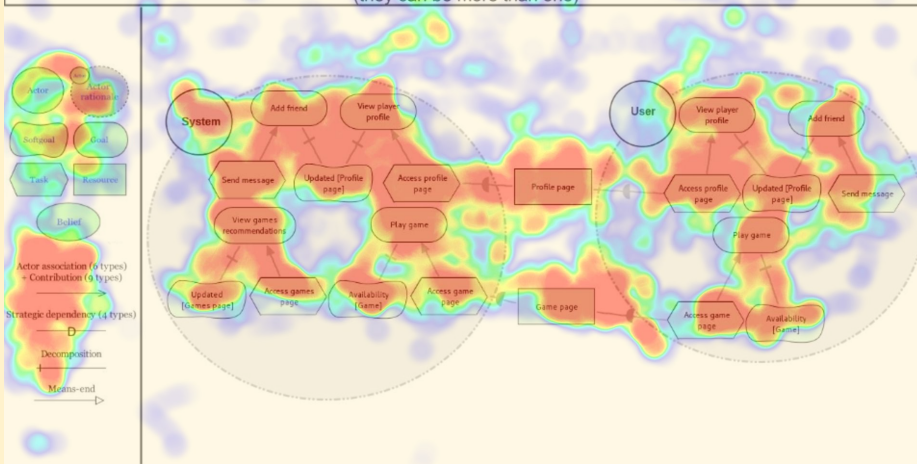 (they can be more than one)
Actor
Actor
Actor
rationale
Softgoal
Goal
Task
Resource
Belief
Actor association (6 types)
+ Contribution (9 types)
Strategic dependency (4 types)
D
Decomposition
Means-end
System
Add friend
View player
profile
Send message
Updated [Profile
page]
Access profile
page
View games
recommendations
Play game
Updated
[Games page]
Access games
page
Availability
[Game]
Access game
page
Profile page
Game page
User
View player
profile
Add friend
Access profile
page
Updated [Profile
page]
Send message
Play game
Access game
page
Availability
[Game]